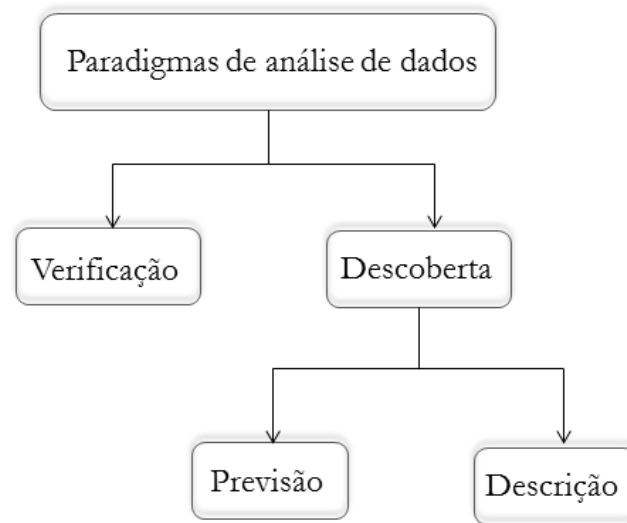 Paradigmas de análise de dados
Verificação
Descoberta
Previsão
Descrição